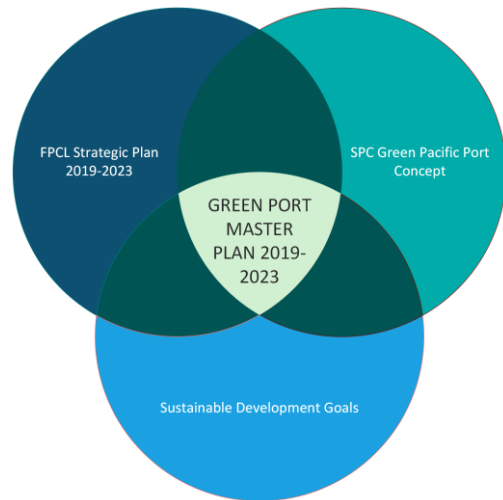 FPCL Strategic Plan
2019-2023
SPC Green Pacific Port
Concept
GREEN PORT
MASTER
PLAN 2019-
2023
Sustainable Development Goals